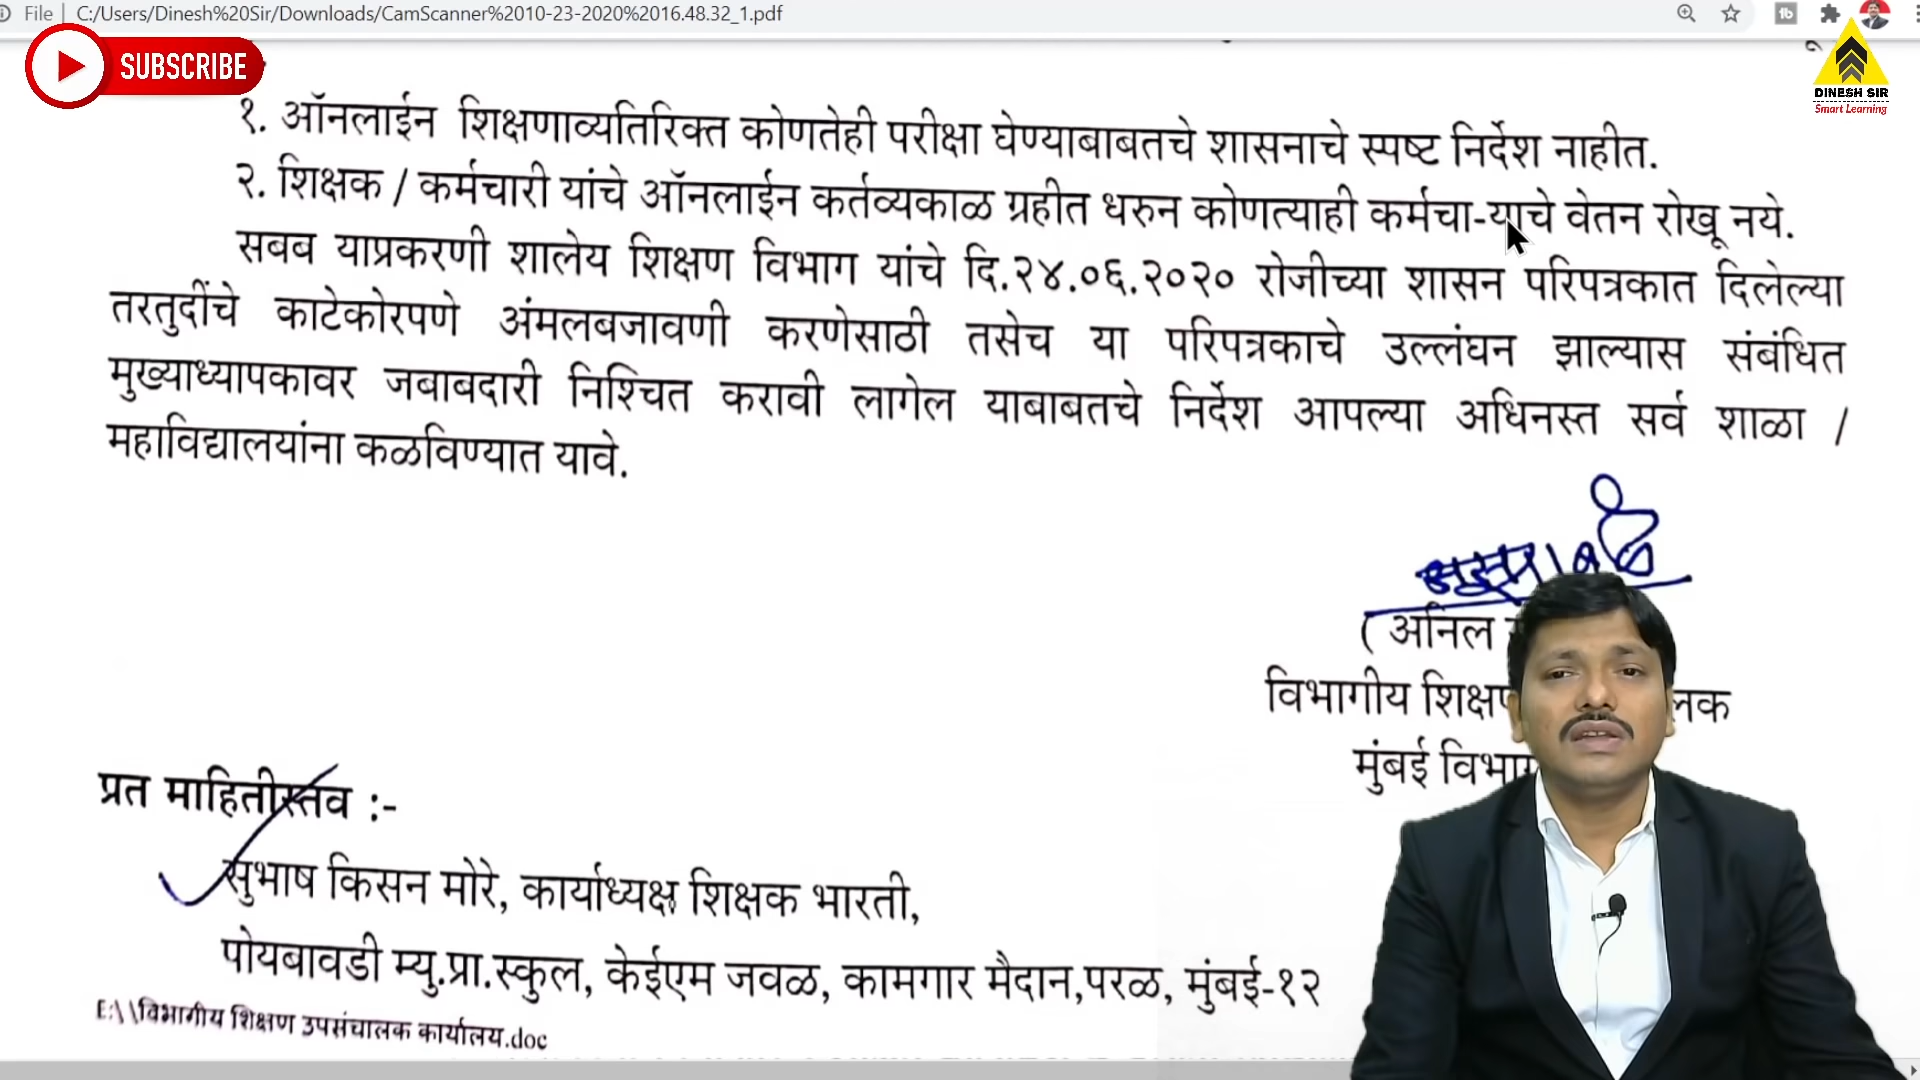 File | C:/Users/Dinesh%20Sir/Downloads/CamScanner%2010-23-2020%2016.48.32_1.pdf
SUBSCRIBE
DINESH SIR
Smart Learning
१. ऑनलाईन शिक्षणाव्यतिरिक्त कोणतेही परीक्षा घेण्याबाबतचे शासनाचे स्पष्ट निर्देश नाहीत.
२. शिक्षक / कर्मचारी यांचे ऑनलाईन कर्तव्यकाळ ग्रहीत धरुन कोणत्याही कर्मचा-याचे वेतन रोखू नये.
सबब याप्रकरणी शालेय शिक्षण विभाग यांचे दि.२४.०६.२०२० रोजीच्या शासन परिपत्रकात दिलेल्या
तरतुदींचे काटेकोरपणे अंमलबजावणी करणेसाठी तसेच या परिपत्रकाचे उल्लंघन झाल्यास संबंधित
मुख्याध्यापकावर जबाबदारी निश्चित करावी लागेल याबाबतचे निर्देश आपल्या अधिनस्त सर्व शाळा /
महाविद्यालयांना कळविण्यात यावे.
( अनिल
विभागीय
मुंबई
प्रत माहितीस्तव :-
सुभाष किसन मोरे, कार्याध्यक्ष शिक्षक भारती,
पोयबावडी म्यु.प्रा.स्कुल, केईएम जवळ, कामगार मैदान,परळ, मुंबई-१२
E:\\विभागीय शिक्षण उपसंचालक कार्यालय.doc